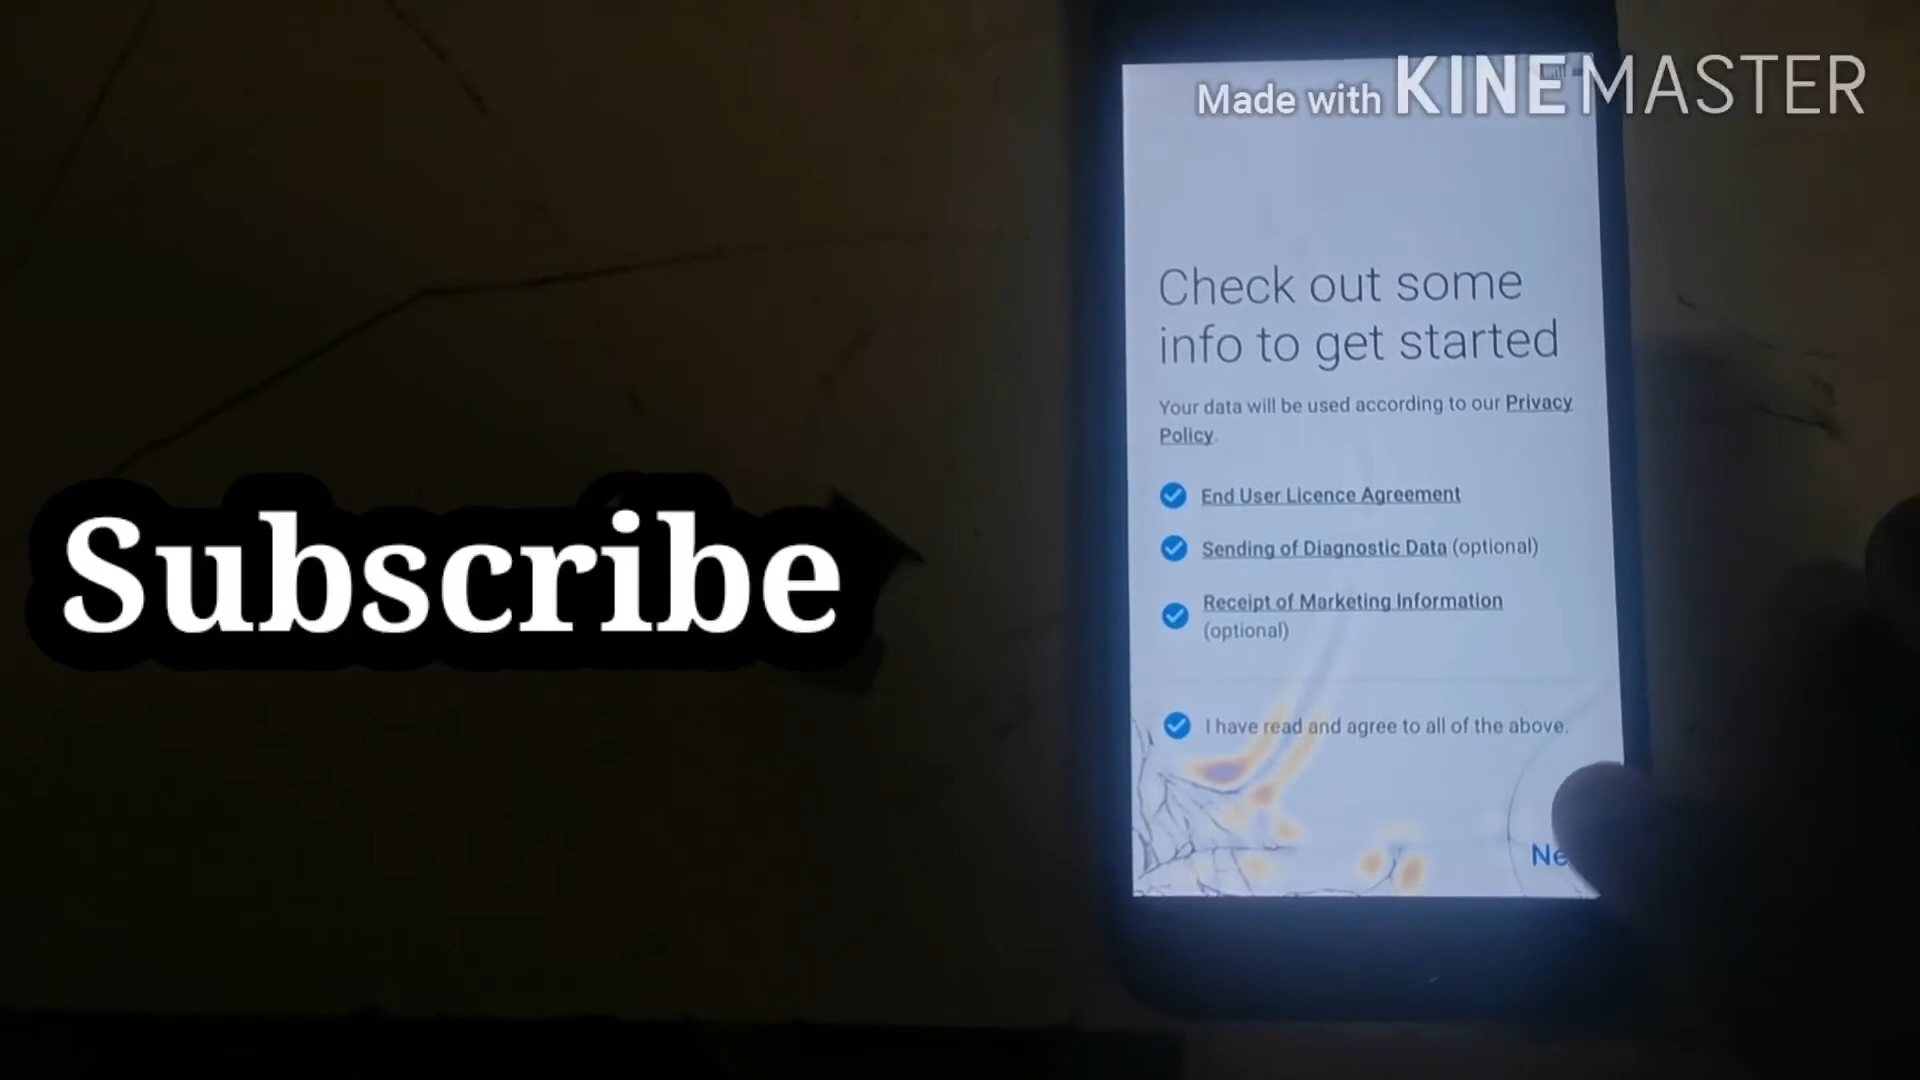 Made with KINEMASTER
Check out some
info to get started
Your data will be used according to our Privacy
Policy.
End User Licence Agreement
Sending of Diagnostic Data (optional)
Receipt of Marketing Information
(optional)
I have read and agree to all of the above.
Ne
Subscribe